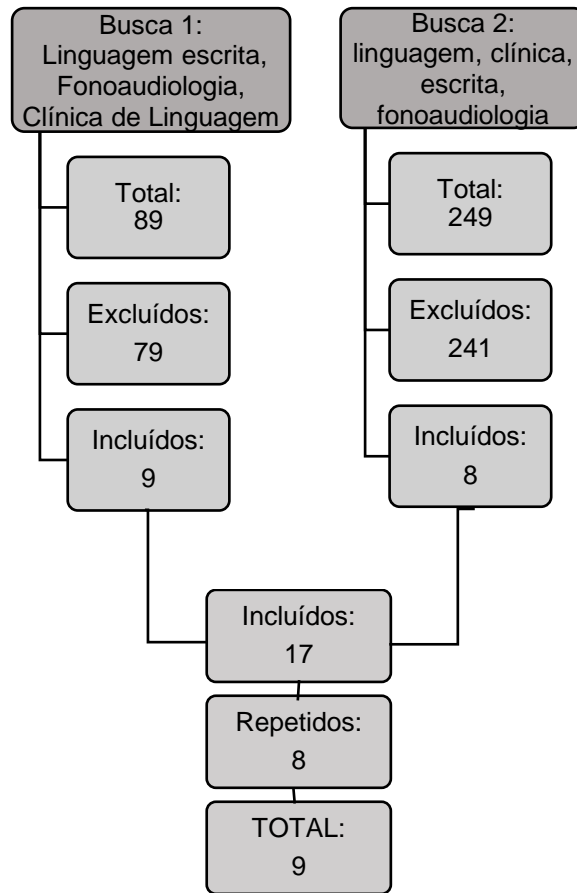 Busca 1:
Linguagem escrita,
Fonoaudiologia,
Clínica de Linguagem
Total:
89
Excluídos:
79
Incluídos:
9
Busca 2:
linguagem, clínica,
escrita,
fonoaudiologia
Total:
249
Excluídos:
241
Incluídos:
8
Incluídos:
17
Repetidos:
8
TOTAL:
9